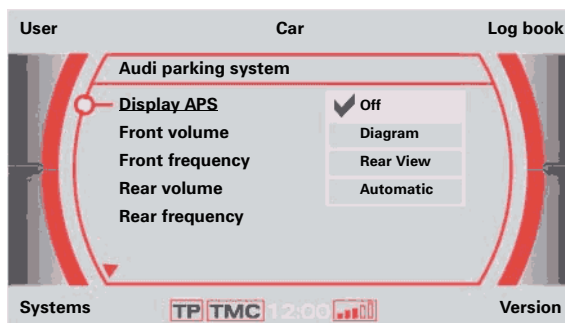 User Car Log book
Audi parking system
Display APS Off
Front volume Diagram
Front frequency Rear View
Rear volume Automatic
Rear frequency
Systems TP TMC 12:00 Version